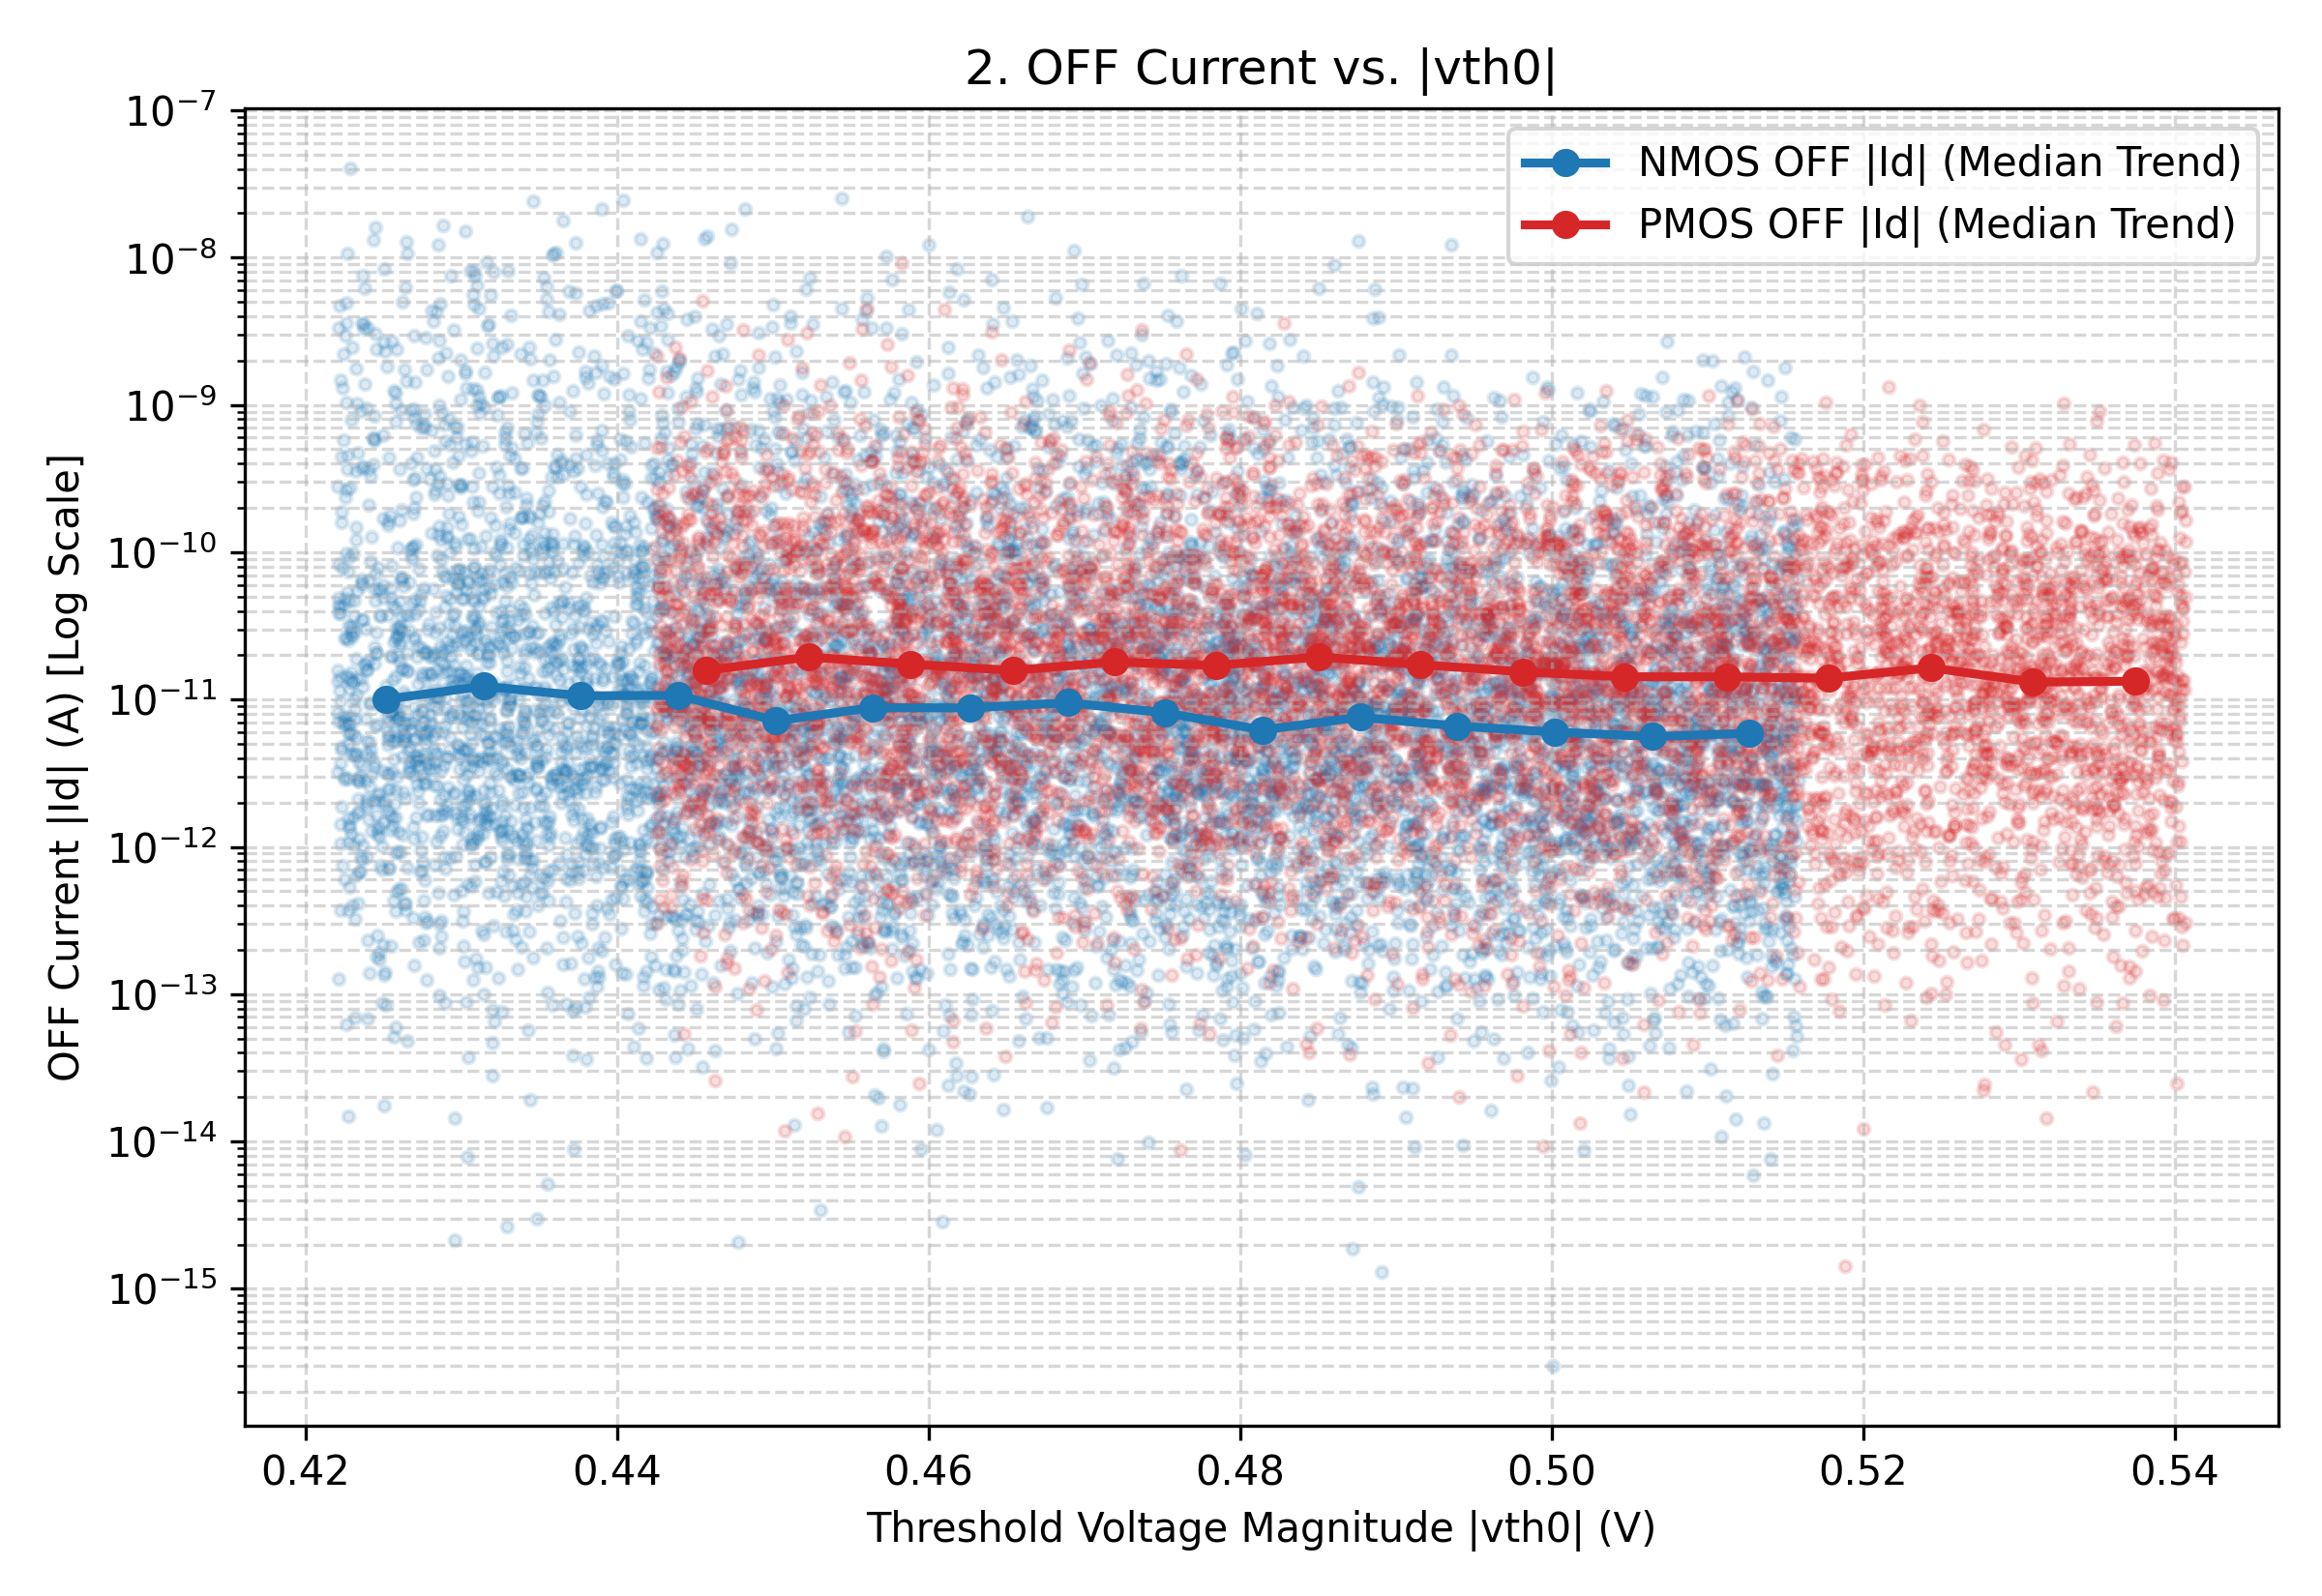 2. OFF Current vs. |vth0|
NMOS OFF |Id| (Median Trend)
PMOS OFF |Id| (Median Trend)
OFF Current |Id| (A) [Log Scale]
10⁻⁷
10⁻⁸
10⁻⁹
10⁻¹⁰
10⁻¹¹
10⁻¹²
10⁻¹³
10⁻¹⁴
10⁻¹⁵
0.42 0.44 0.46 0.48 0.50 0.52 0.54
Threshold Voltage Magnitude |vth0| (V)